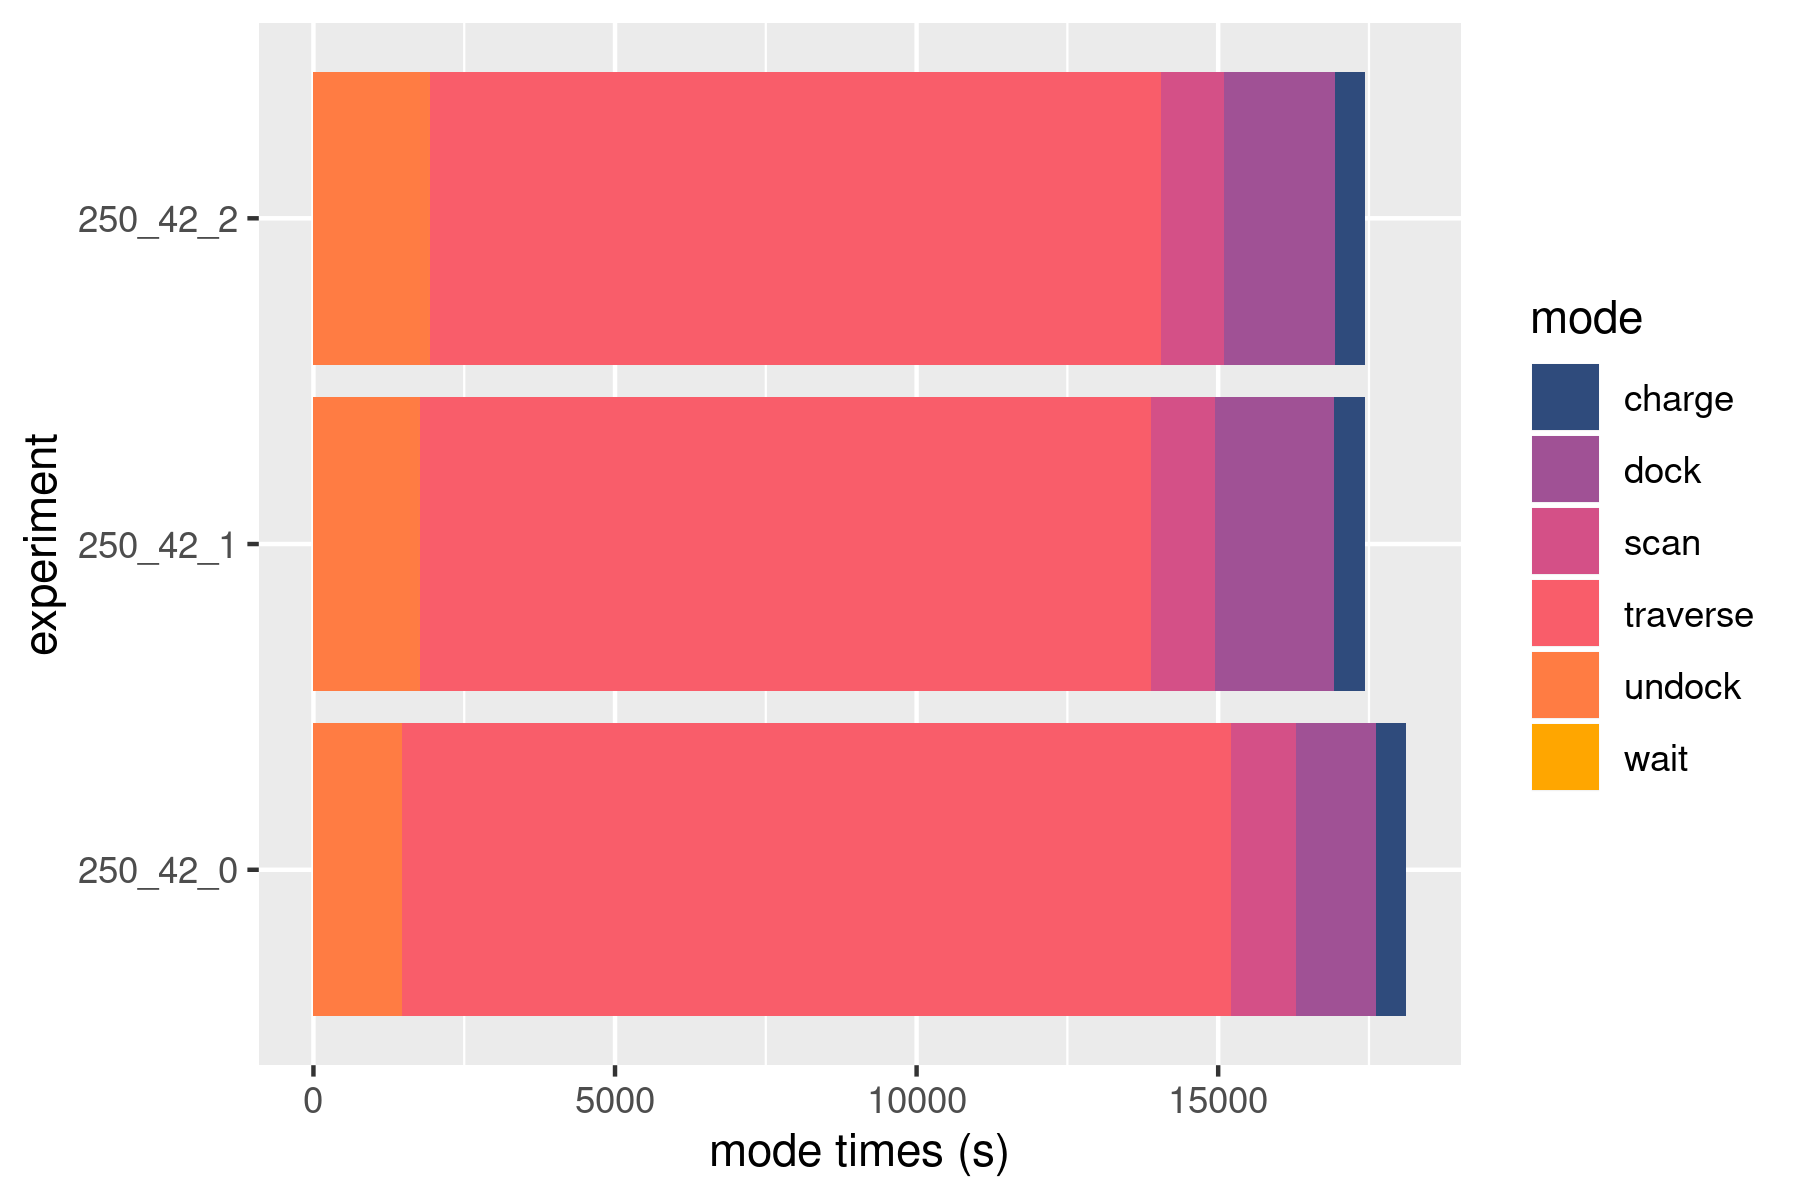 experiment
250_42_2
250_42_1
250_42_0
0 5000 10000 15000
mode times (s)
mode
charge
dock
scan
traverse
undock
wait